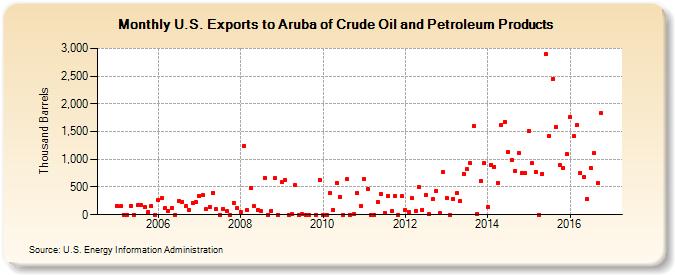 Monthly U.S. Exports to Aruba of Crude Oil and Petroleum Products
Thousand Barrels
3,000
2,500
2,000
1,500
1,000
500
0
2006 2008 2010 2012 2014 2016
Source: U.S. Energy Information Administration